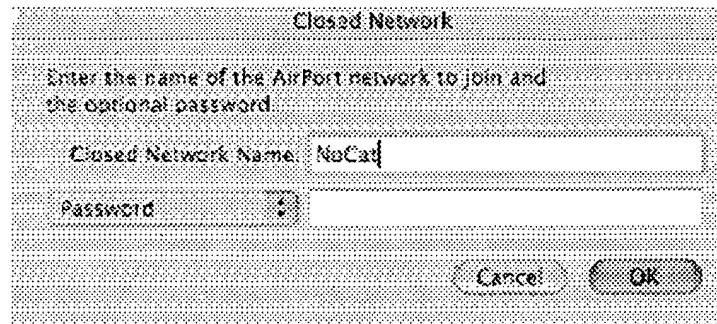 Closed Network
Enter the name of the AirPort network to join and
the optional password
Closed Network Name: NoCat
Password
Cancel OK